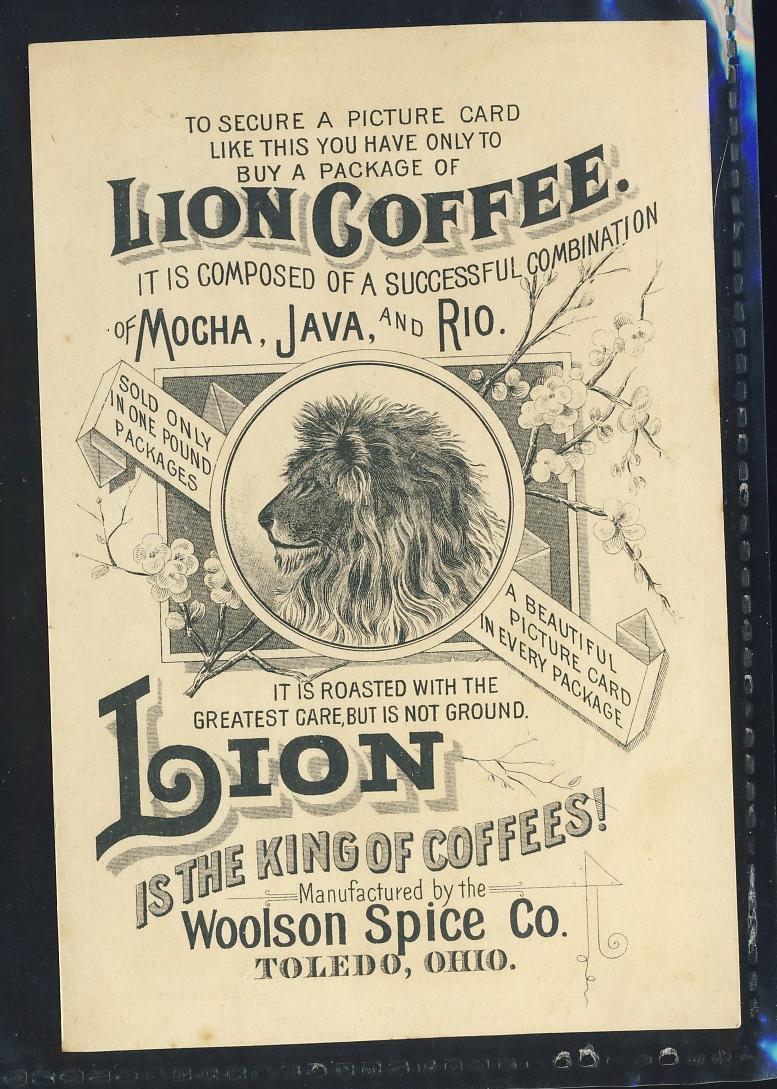 TO SECURE A PICTURE CARD
LIKE THIS YOU HAVE ONLY TO
BUY A PACKAGE OF
LION COFFEE.
IT IS COMPOSED OF A SUCCESSFUL COMBINATION
OF MOCHA, JAVA, AND RIO.
SOLD ONLY
IN ONE POUND
PACKAGES
A BEAUTIFUL
PICTURE CARD
IN EVERY PACKAGE
IT IS ROASTED WITH THE
GREATEST CARE, BUT IS NOT GROUND.
LION
IS THE KING OF COFFEES!
Manufactured by the
Woolson Spice Co.
TOLEDO, OHIO.